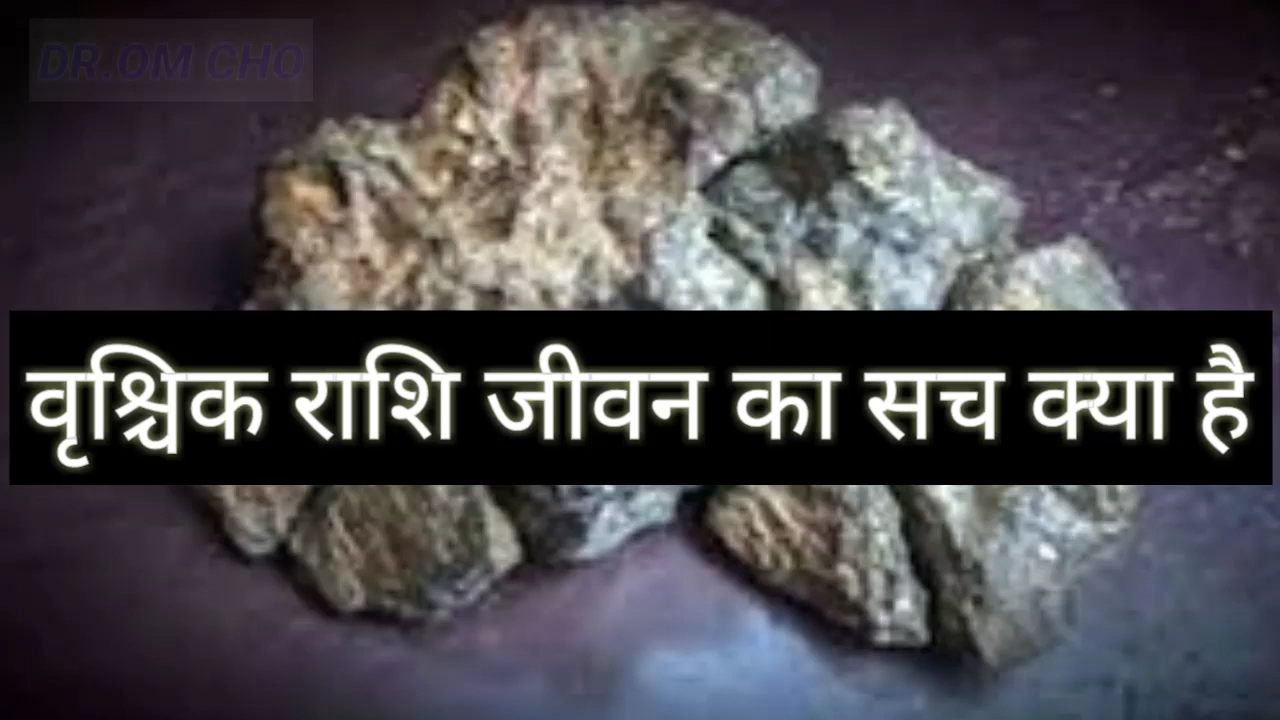 DR.OM CHO
वृश्चिक राशि जीवन का सच क्या है